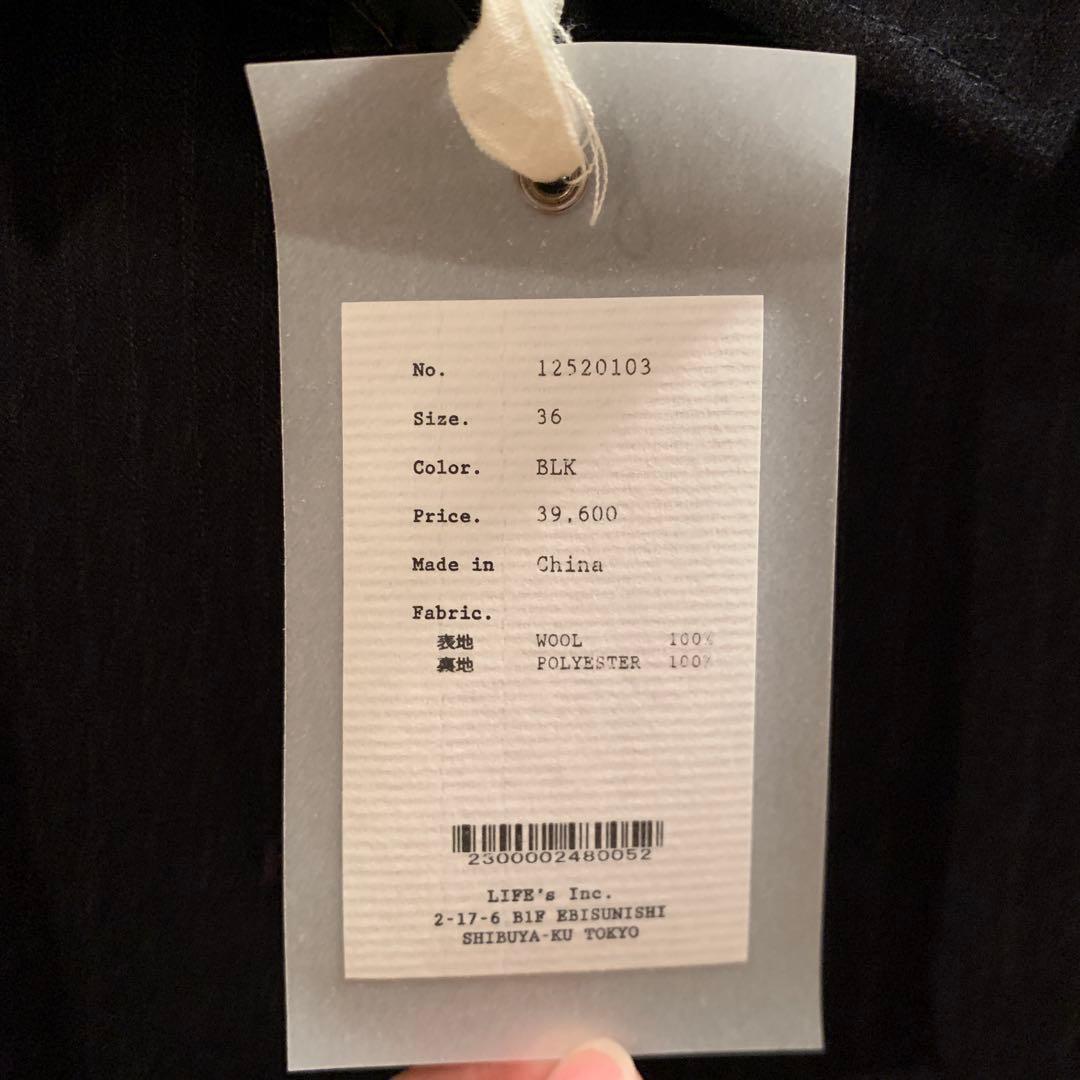 No. 12520103
Size. 36
Color. BLK
Price. 39,600
Made in China
Fabric.
表地 WOOL 100%
裏地 POLYESTER 100%
2300002480052
LIFE's Inc.
2-17-6 B1F EBISUNISHI
SHIBUYA-KU TOKYO